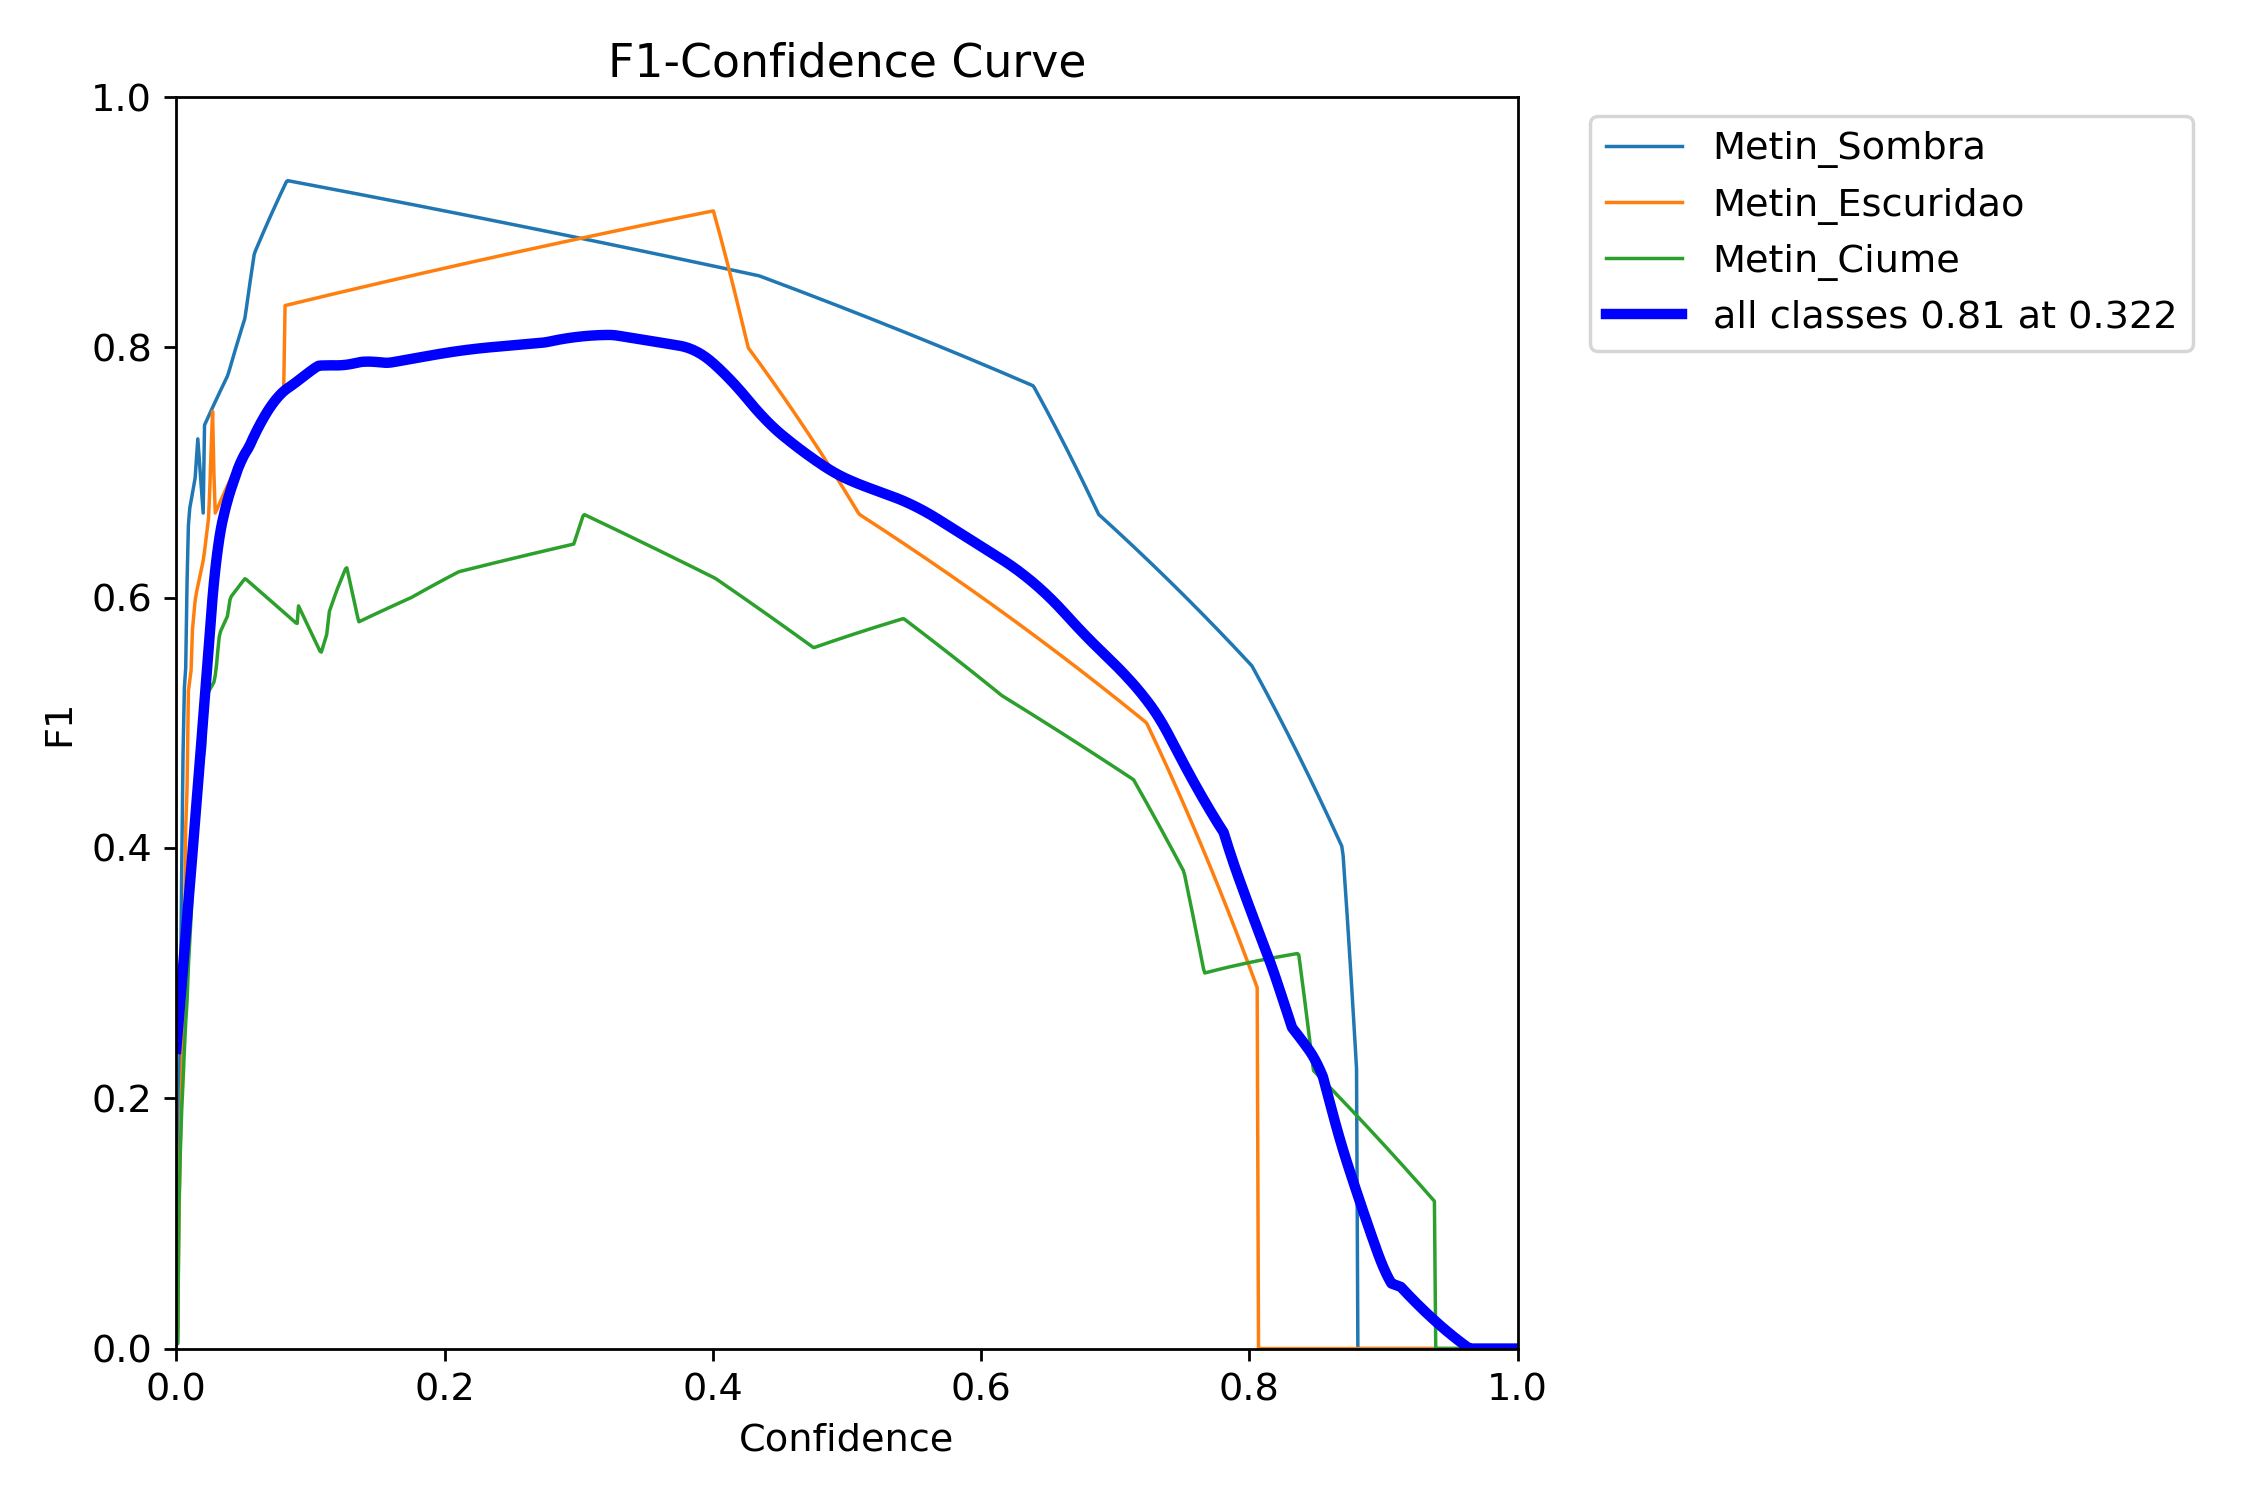 F1-Confidence Curve
1.0
0.8
0.6
0.4
0.2
0.0
F1
0.0 0.2 0.4 0.6 0.8 1.0
Confidence
Metin_Sombra
Metin_Escuridao
Metin_Ciume
all classes 0.81 at 0.322